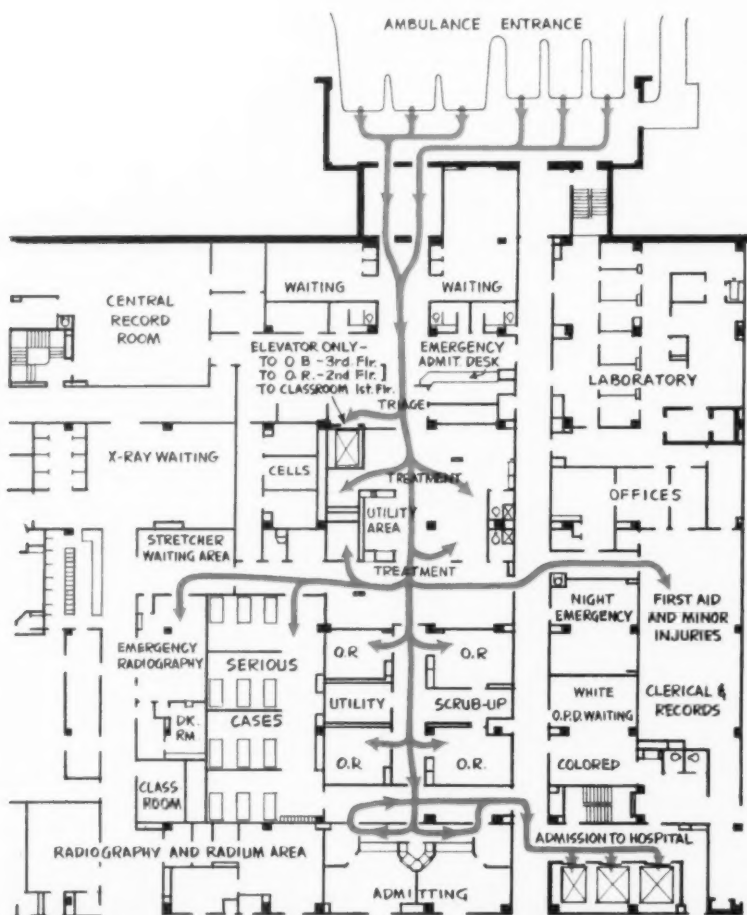 AMBULANCE ENTRANCE
CENTRAL
RECORD
ROOM
WAITING
WAITING
ELEVATOR ONLY-
TO O B -3rd. Flr.
TO O.R.-2nd Flr.]
TO CLASSROOM 1st. Flr.
EMERGENCY
ADMIT. DESK
LABORATORY
TRIAGE
X-RAY WAITING
CELLS
TREATMENT
OFFICES
UTILITY
AREA
STRETCHER
WAITING AREA
TREATMENT
NIGHT
EMERGENCY
FIRST AID
AND MINOR
INJURIES
EMERGENCY
RADIOGRAPHY
SERIOUS
CASES
O.R
O.R
UTILITY
SCRUB-UP
WHITE
O.P.D. WAITING
COLORED
CLERICAL &
RECORDS
DK.
RM
O.R.
O.R.
CLASS
ROOM
RADIOGRAPHY AND RADIUM AREA
ADMISSION TO HOSPITAL
ADMITTING